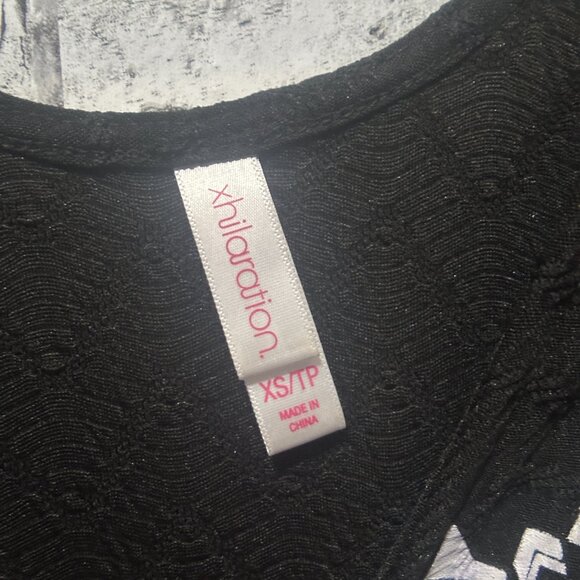 xhilaration.
XS/TP
MADE IN
CHINA